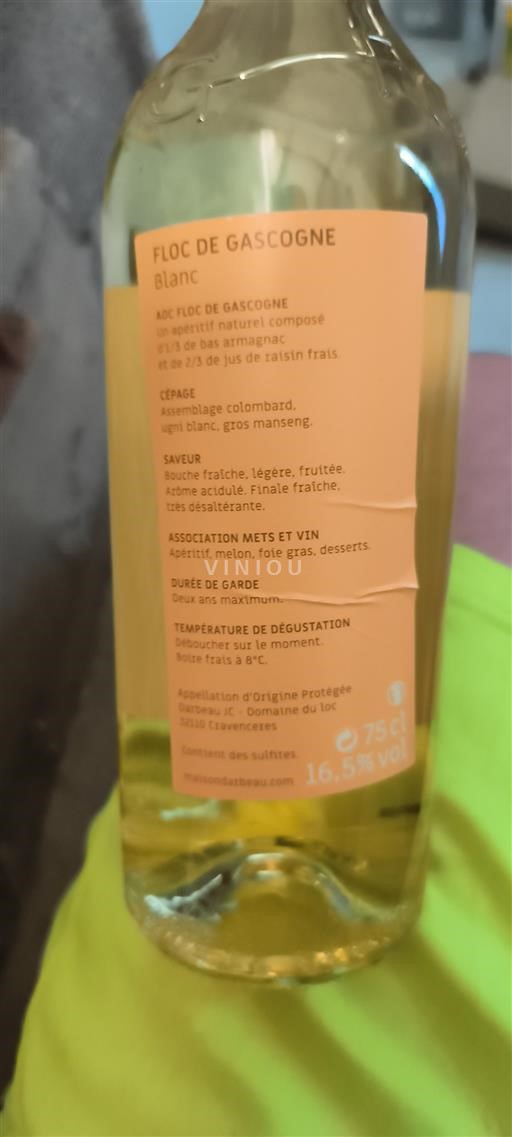 FLOC DE GASCOGNE
Blanc
AOC FLOC DE GASCOGNE
Un apéritif naturel composé
d'1/3 de bas armagnac
et de 2/3 de jus de raisin frais.
CÉPAGE
Assemblage colombard,
ugni blanc, gros manseng.
SAVEUR
Bouche fraîche, légère, fruitée.
Arôme acidulé. Finale fraîche,
très désaltérante.
ASSOCIATION METS ET VIN
Apéritif, melon, foie gras, desserts.
VINIOU
DURÉE DE GARDE
Deux ans maximum.
TEMPÉRATURE DE DÉGUSTATION
Déboucher sur le moment.
Boire frais à 8°C.
Appellation d'Origine Protégée
Darbeau JC - Domaine du loc
32110 Cravenceres
Contient des sulfites.
maisondarbeau.com
75 cl
16.5% vol